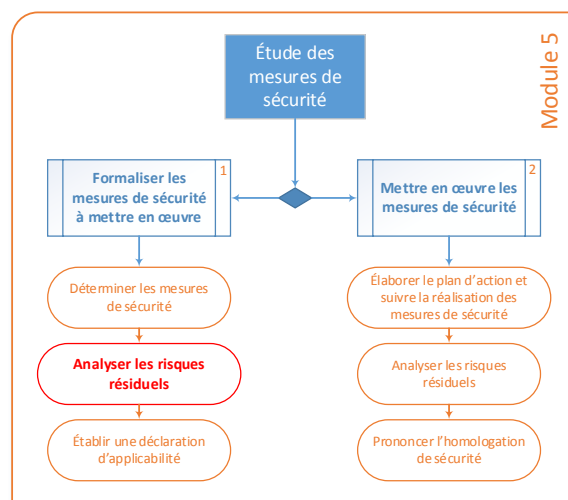 Module 5
Étude des
mesures de
sécurité
1
Formaliser les
mesures de sécurité
à mettre en œuvre
2
Mettre en œuvre les
mesures de sécurité
Déterminer les mesures
de sécurité
Analyser les risques
résiduels
Établir une déclaration
d’applicabilité
Élaborer le plan d’action et
suivre la réalisation des
mesures de sécurité
Analyser les risques
résiduels
Prononcer l’homologation
de sécurité